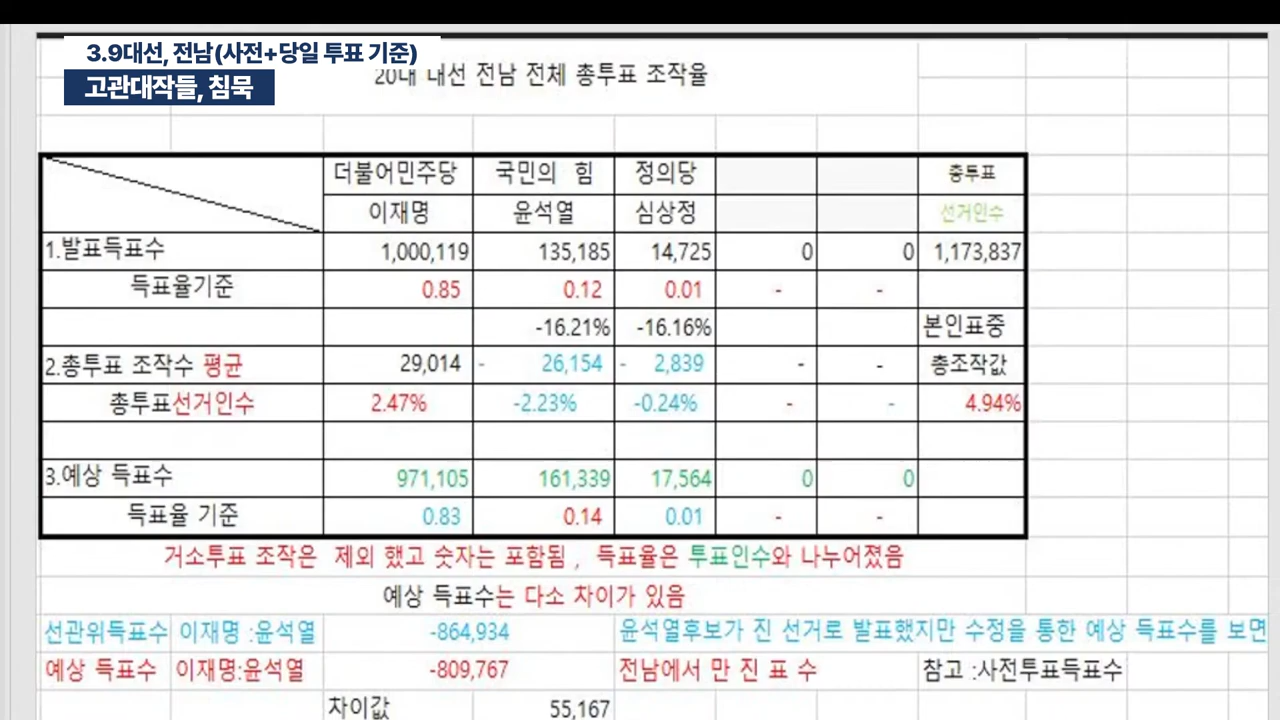 3.9대선, 전남(사전+당일 투표 기준)
고관대작들, 침묵
20대 대선 전남 전체 총투표 조작율
더불어민주당 국민의 힘 정의당 총투표
이재명 윤석열 심상정 선거인수
1.발표득표수 1,000,119 135,185 14,725 0 0 1,173,837
득표율기준 0.85 0.12 0.01 - -
-16.21% -16.16% 본인표중
2.총투표 조작수 평균 29,014 - 26,154 - 2,839 - - 총조작값
총투표선거인수 2.47% -2.23% -0.24% - - 4.94%
3.예상 득표수 971,105 161,339 17,564 0 0
득표율 기준 0.83 0.14 0.01 - -
거소투표 조작은 제외 했고 숫자는 포함됨 , 득표율은 투표인수와 나누어졌음
예상 득표수는 다소 차이가 있음
선관위득표수 이재명 :윤석열 -864,934 윤석열후보가 진 선거로 발표했지만 수정을 통한 예상 득표수를 보면
예상 득표수 이재명:윤석열 -809,767 전남에서 만 진 표 수 참고 :사전투표득표수
차이값 55,167